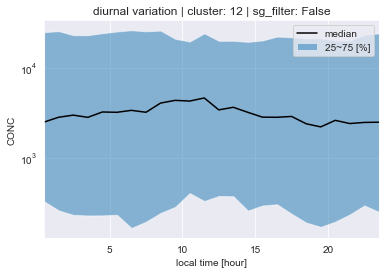 diurnal variation | cluster: 12 | sg_filter: False
median
25~75 [%]
10⁴
10³
CONC
5
10
15
20
local time [hour]